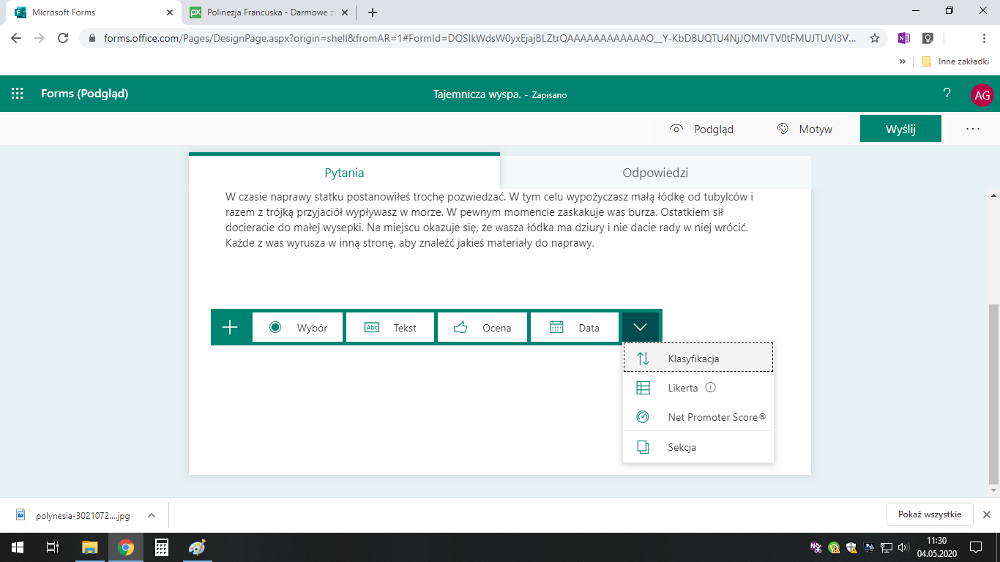 Microsoft Forms
Polinezja Francuska - Darmowe z
forms.office.com/Pages/DesignPage.aspx?origin=shell&fromAR=1#FormId=DQSIkWdsW0yxEjajBLZtrQAAAAAAAAAAAAO__Y-KbDBUQTU4NjJOMlVTV0tFMUJTUVI3V...
Inne zakładki
Forms (Podgląd)
Tajemnicza wyspa. - Zapisano
?
AG
Podgląd
Motyw
Wyślij
Pytania
Odpowiedzi
W czasie naprawy statku postanowiłeś trochę pozwiedzać. W tym celu wypożyczasz małą łódkę od tubylców i
razem z trójką przyjaciół wypływasz w morze. W pewnym momencie zaskakuje was burza. Ostatkiem sił
docieracie do małej wysepki. Na miejscu okazuje się, że wasza łódka ma dziury i nie dacie rady w niej wrócić.
Każde z was wyrusza w inną stronę, aby znaleźć jakieś materiały do naprawy.
Wybór
Abc
Tekst
Ocena
Data
Klasyfikacja
Likerta
Net Promoter Score®
Sekcja
polynesia-3021072....jpg
Pokaż wszystkie
11:30
04.05.2020